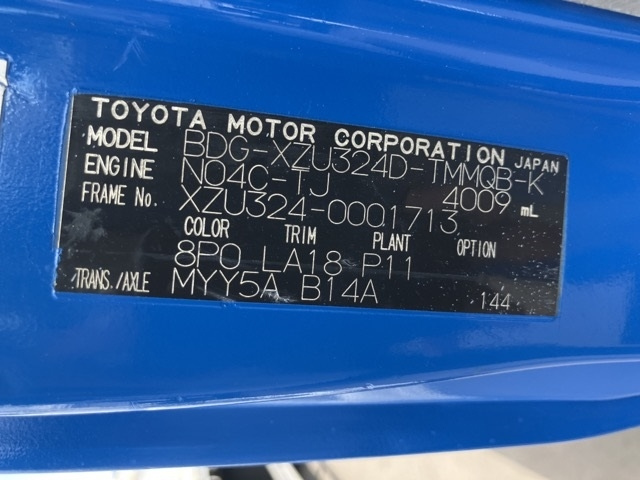 TOYOTA MOTOR CORPORATION JAPAN
MODEL BDG-XZU324D-TMMQB-K
ENGINE N04C-TJ 4009 mL
FRAME No. XZU324-0001713
COLOR TRIM PLANT OPTION
8P0 LA18 P11
TRANS./AXLE MYY5A B14A 144